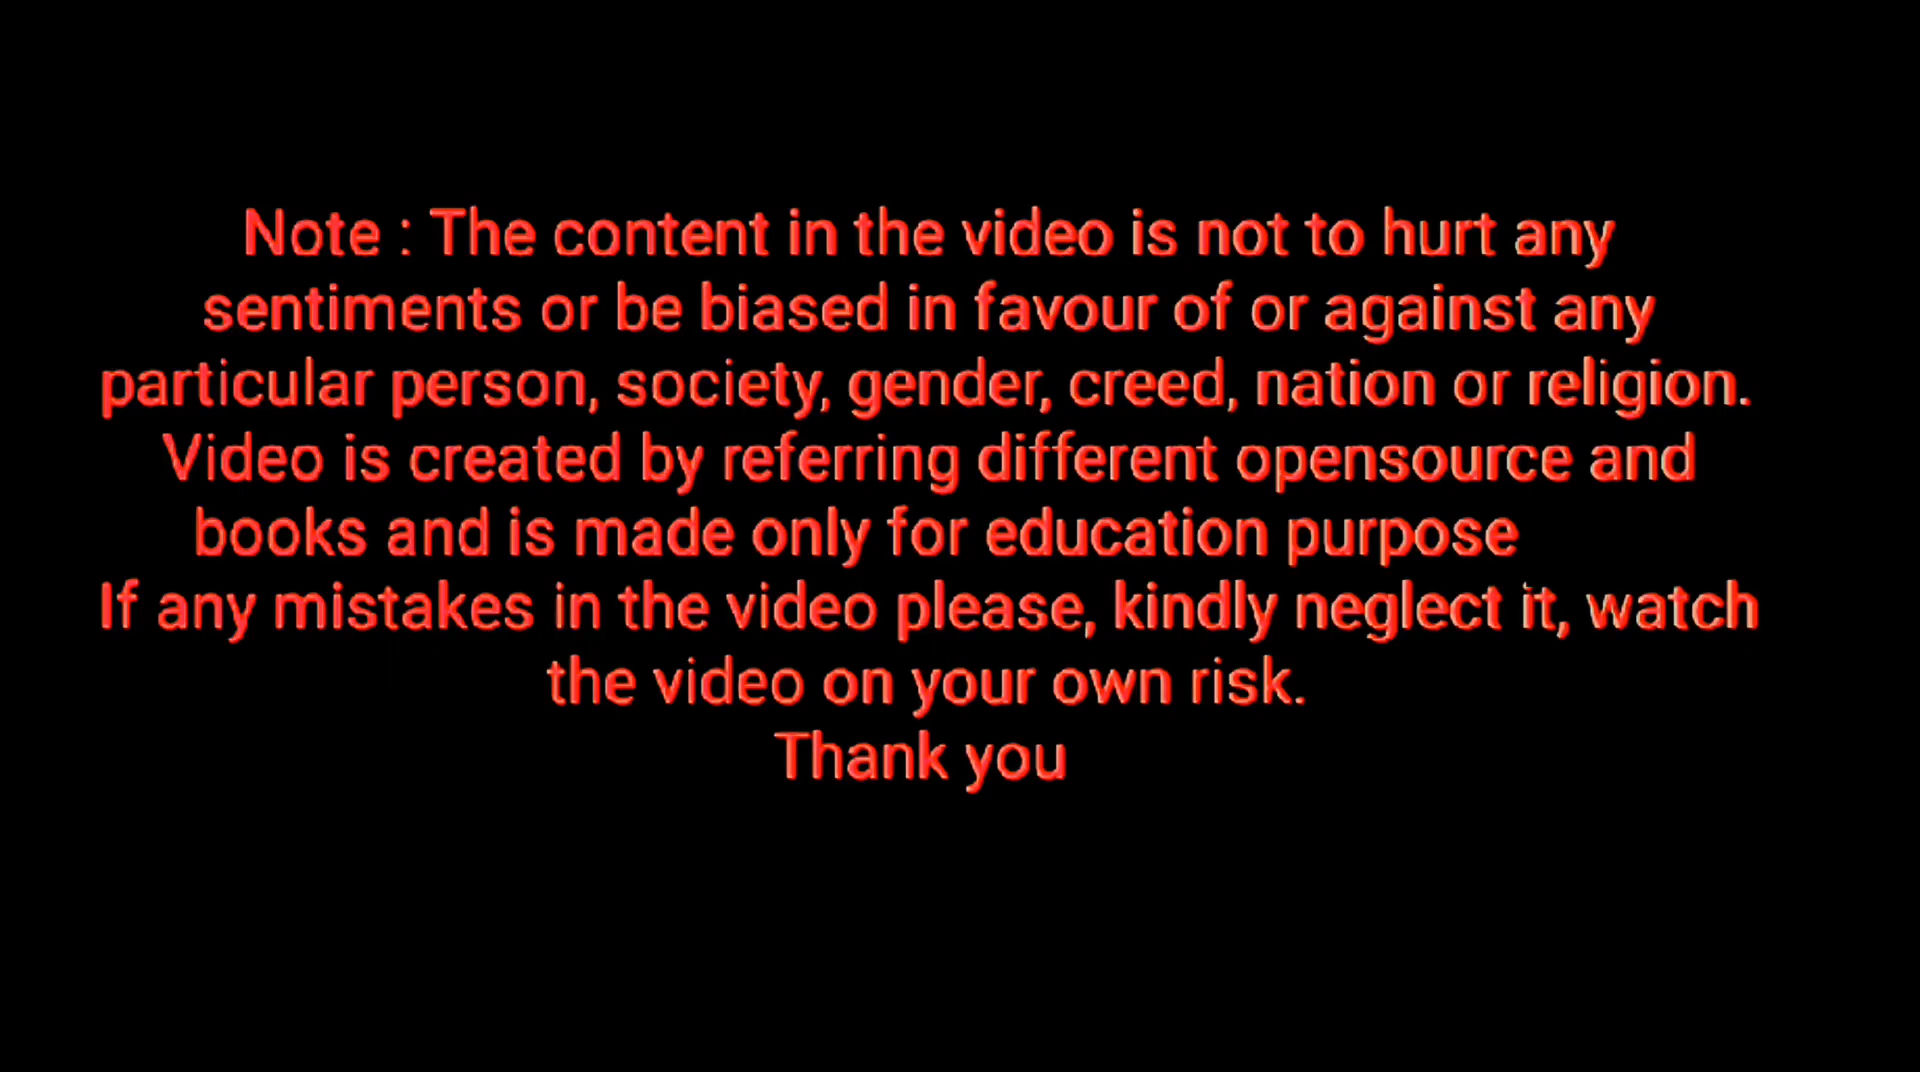 Note : The content in the video is not to hurt any
sentiments or be biased in favour of or against any
particular person, society, gender, creed, nation or religion.
Video is created by referring different opensource and
books and is made only for education purpose
If any mistakes in the video please, kindly neglect it, watch
the video on your own risk.
Thank you